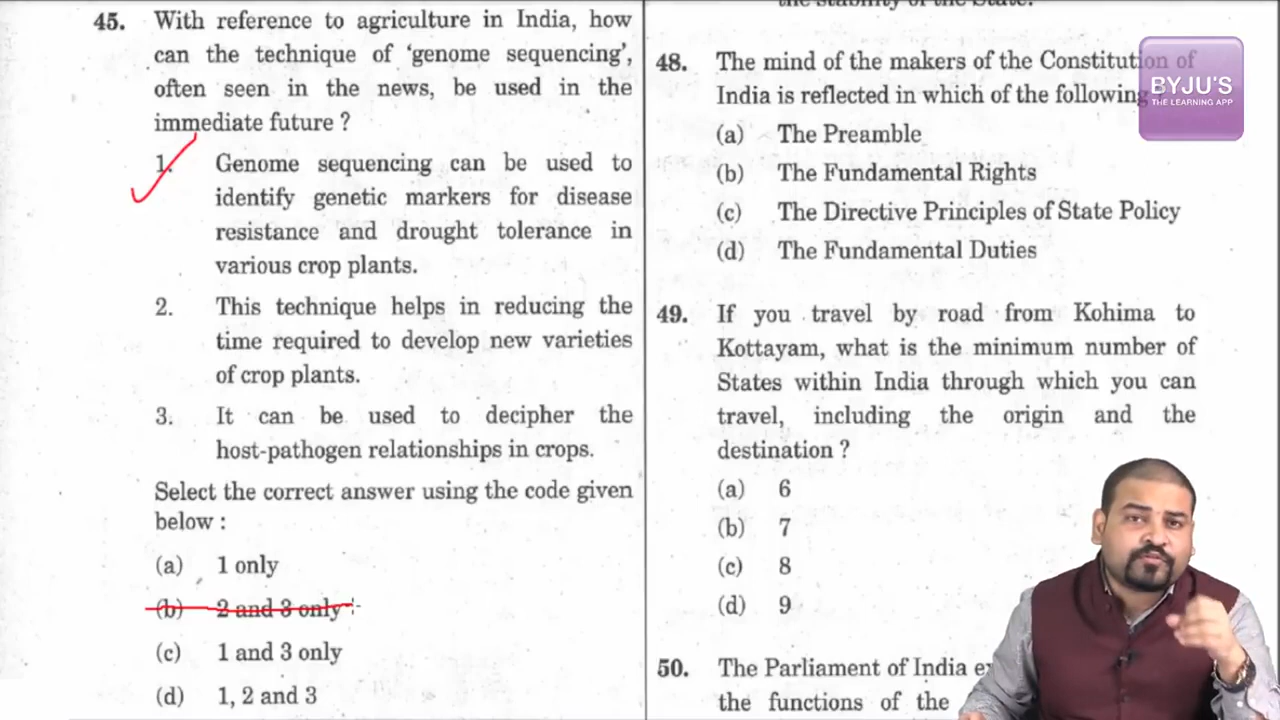 45. With reference to agriculture in India, how
can the technique of 'genome sequencing',
often seen in the news, be used in the
immediate future ?
1. Genome sequencing can be used to
identify genetic markers for disease
resistance and drought tolerance in
various crop plants.
2. This technique helps in reducing the
time required to develop new varieties
of crop plants.
3. It can be used to decipher the
host-pathogen relationships in crops.
Select the correct answer using the code given
below :
(a) 1 only
(b) 2 and 3 only
(c) 1 and 3 only
(d) 1, 2 and 3
the stability of the State.
48. The mind of the makers of the Constitution of
India is reflected in which of the following
(a) The Preamble
(b) The Fundamental Rights
(c) The Directive Principles of State Policy
(d) The Fundamental Duties
49. If you travel by road from Kohima to
Kottayam, what is the minimum number of
States within India through which you can
travel, including the origin and the
destination ?
(a) 6
(b) 7
(c) 8
(d) 9
50. The Parliament of India
the functions of the
BYJU'S
THE LEARNING APP